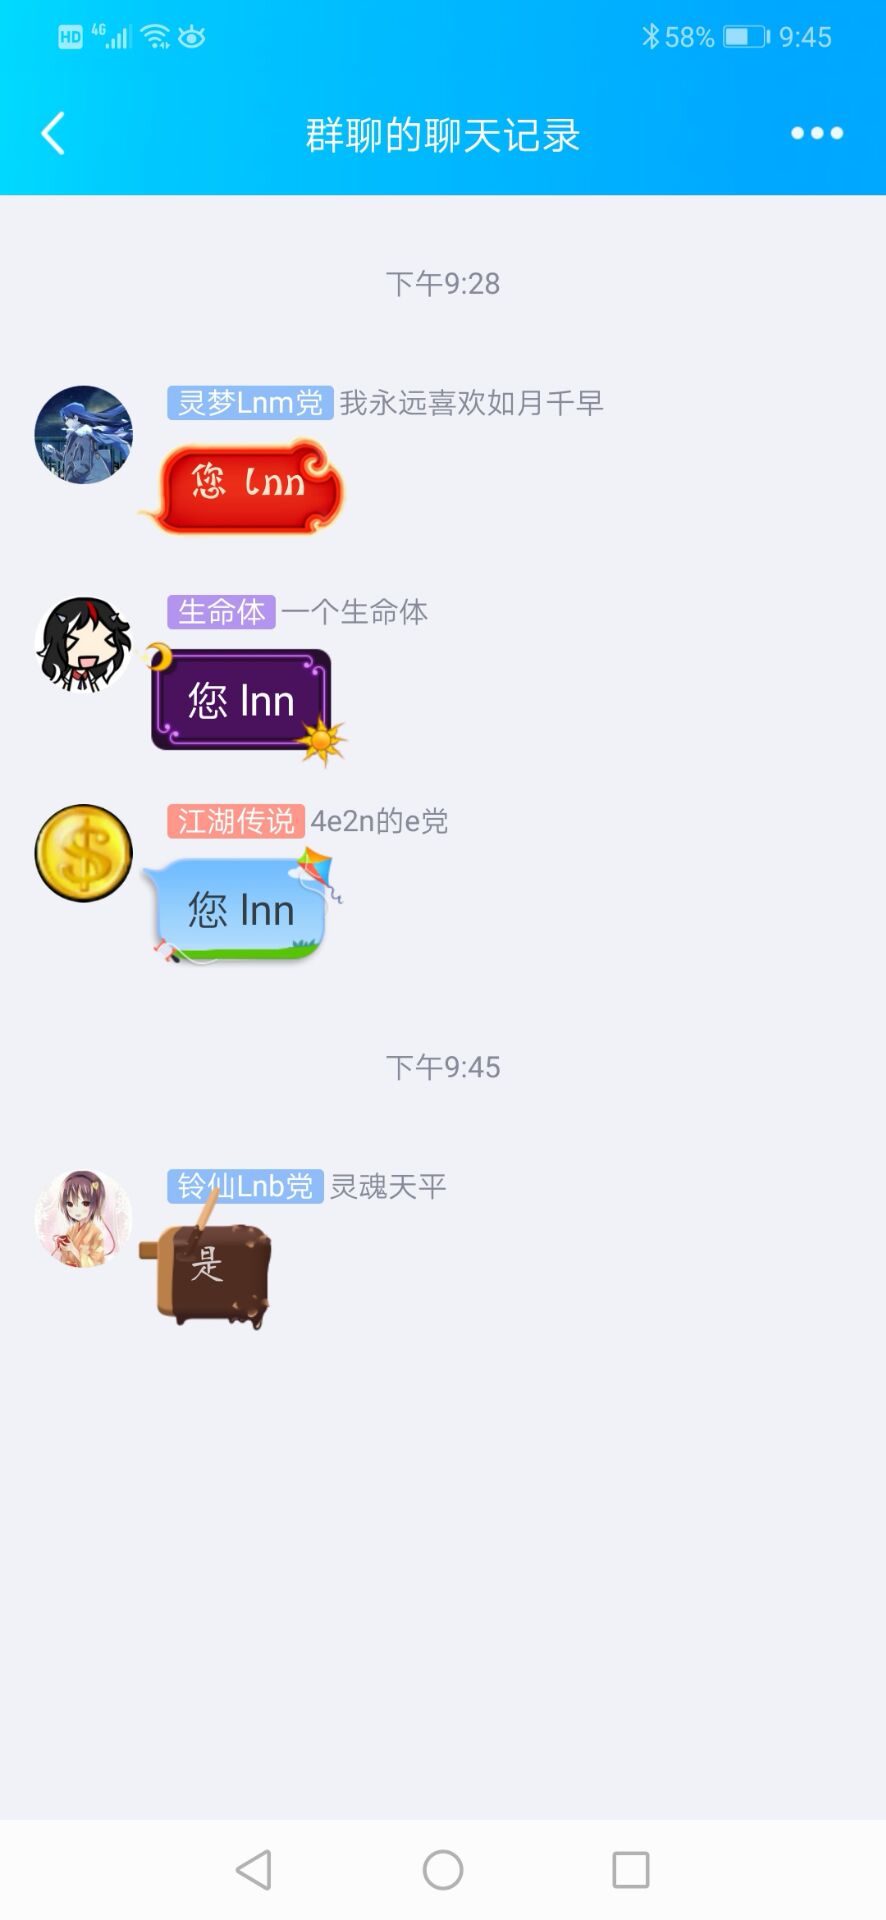 HD 4G 58% 9:45
群聊的聊天记录
下午9:28
灵梦Lnm党 我永远喜欢如月千早
您 lnn
生命体 一个生命体
您 lnn
江湖传说 4e2n的e党
您 lnn
下午9:45
铃仙Lnb党 灵魂天平
是